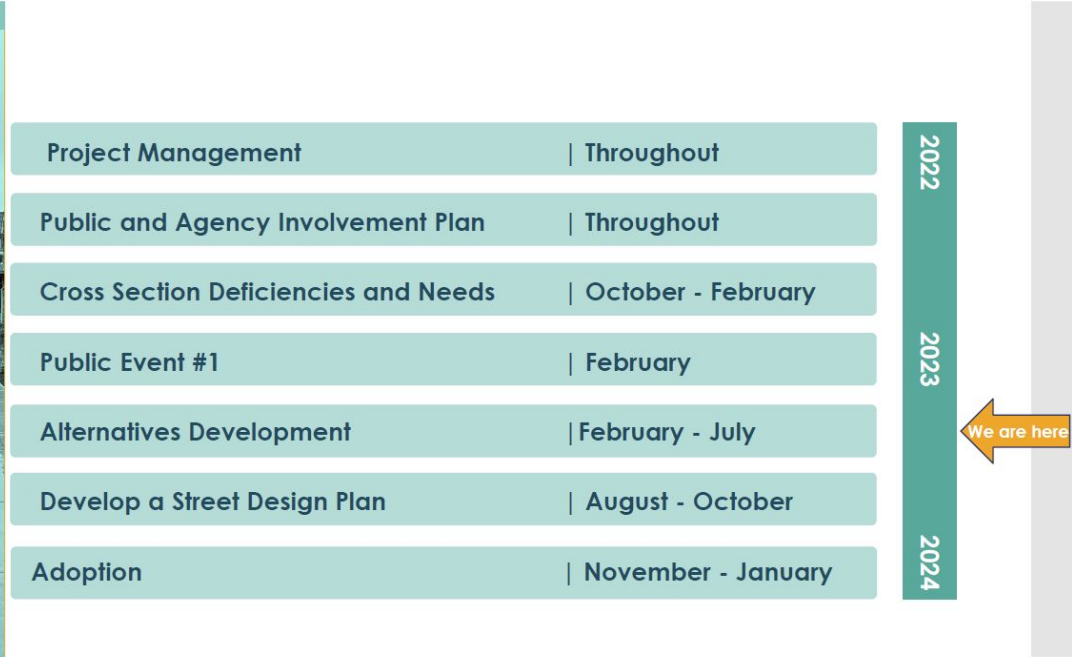 Project Management | Throughout
2022
Public and Agency Involvement Plan | Throughout
Cross Section Deficiencies and Needs | October - February
Public Event #1 | February
2023
Alternatives Development |February - July
We are here
Develop a Street Design Plan | August - October
Adoption | November - January
2024